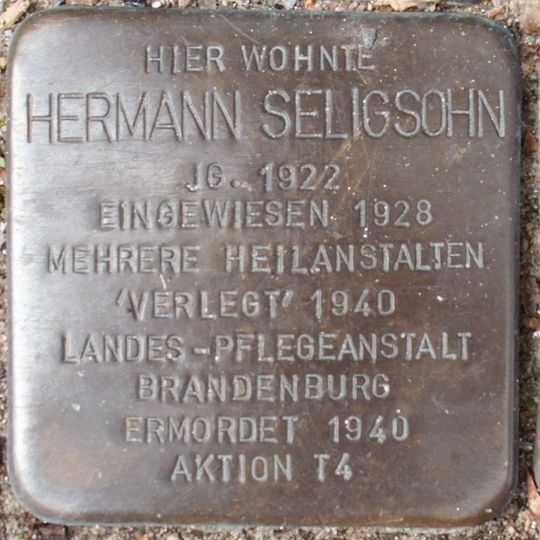 HIER WOHNTE
HERMANN SELIGSOHN
JG. 1922
EINGEWIESEN 1928
MEHRERE HEILANSTALTEN
'VERLEGT' 1940
LANDES-PFLEGEANSTALT
BRANDENBURG
ERMORDET 1940
AKTION T4